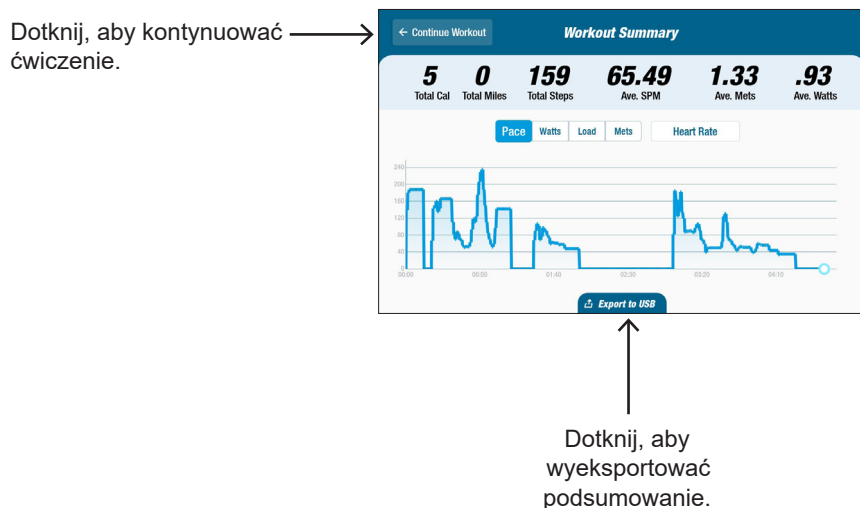 Dotknij, aby kontynuować
ćwiczenie.
← Continue Workout
Workout Summary
5 0 159 65.49 1.33 .93
Total Cal Total Miles Total Steps Ave. SPM Ave. Mets Ave. Watts
Pace Watts Load Mets Heart Rate
240
200
160
120
80
40
0
00:00 00:50 01:40 02:30 03:20 04:10
Export to USB
Dotknij, aby
wyeksportować
podsumowanie.